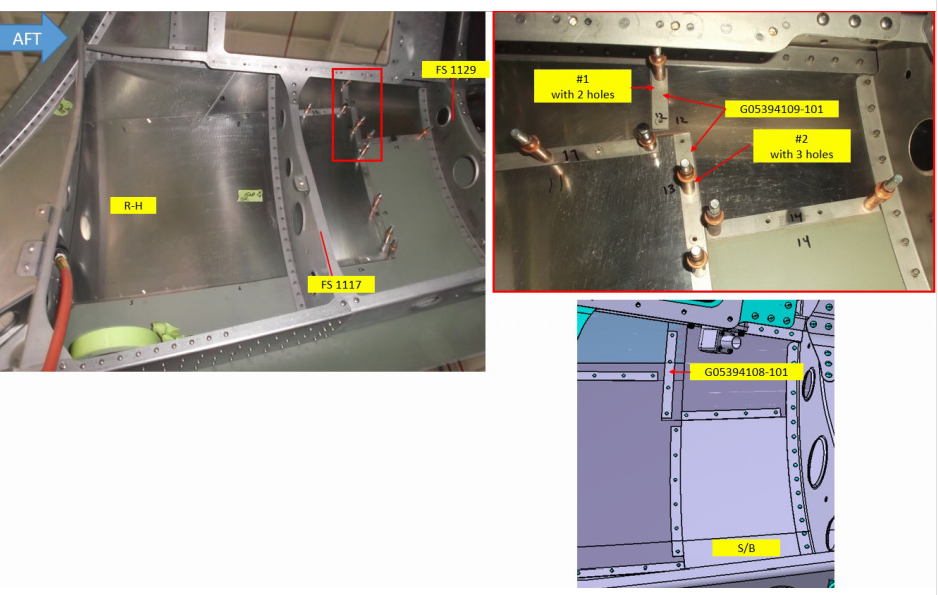 AFT
FS 1129
R-H
FS 1117
#1
with 2 holes
G05394109-101
#2
with 3 holes
12 12
11
13
14
14
G05394108-101
S/B